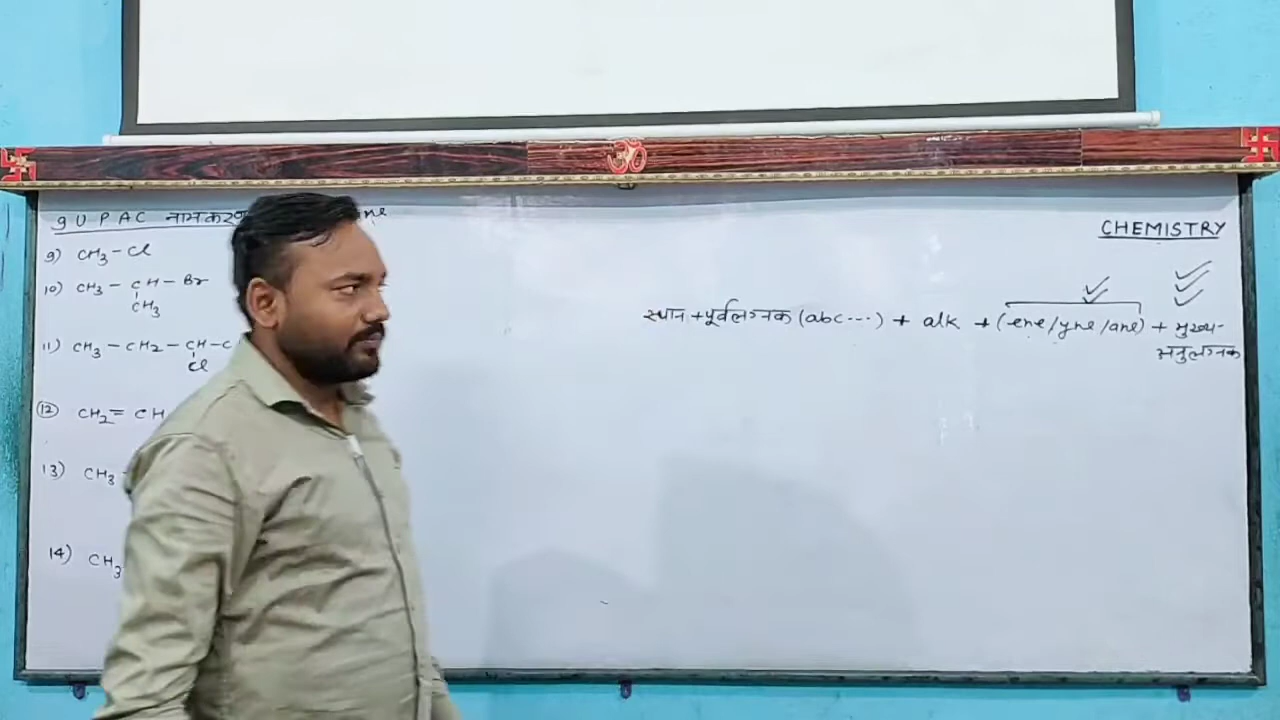 IUPAC नामकरण
CHEMISTRY
9) CH3-Cl
10) CH3 - CH - Br
CH3
11) CH3 - CH2 - CH - C
Cl
स्थान + पूर्वलग्नक (abc...) + alk + (ene/yne/ane) + मुख्य-
अनुलग्नक
12 CH2= CH
13) CH3
14) CH3
ॐ